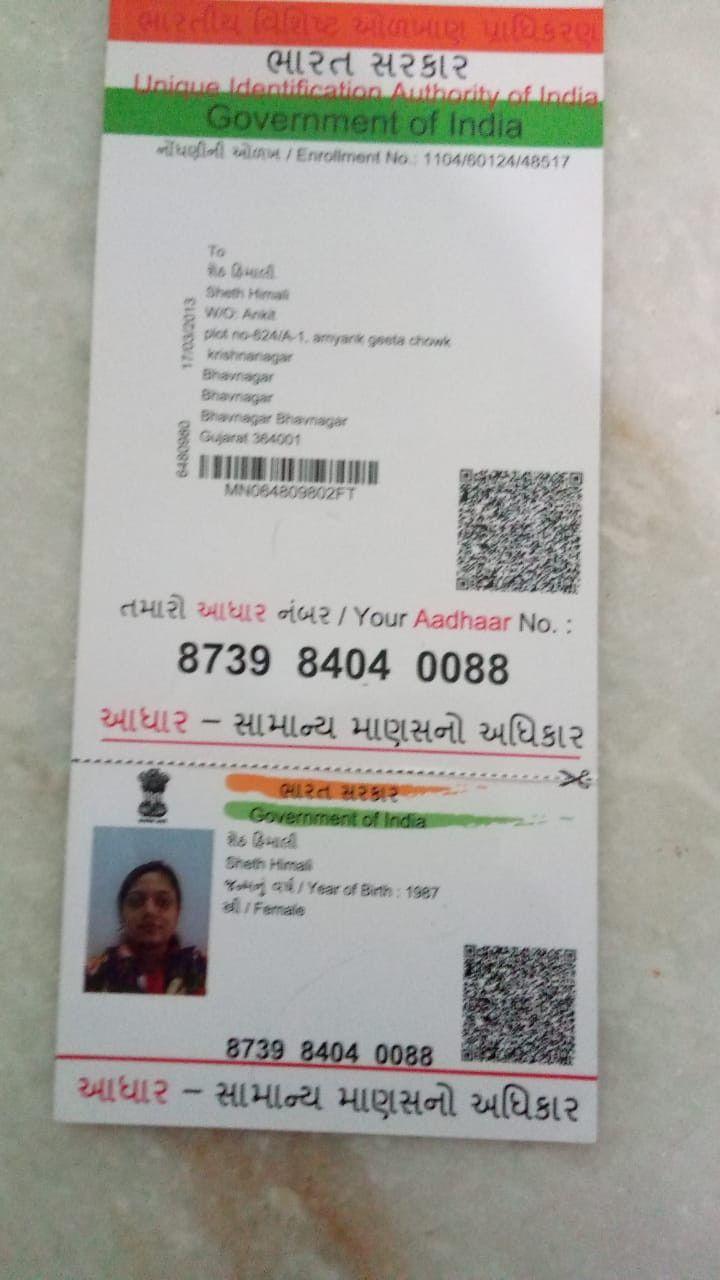 ભારતીય વિશિષ્ટ ઓળખાણ પ્રાધિકરણ
ભારત સરકાર
Unique Identification Authority of India
Government of India
નોંધણીની ઓળખ / Enrollment No.: 1104/60124/48517
To
શેઠ હિમાલી
Sheth Himali
W/O: Ankit
plot no-624/A-1, amyank geeta chowk
krishnanagar
Bhavnagar
Bhavnagar
Bhavnagar Bhavnagar
Gujarat 364001
17/03/2013
6480980
MN064809802FT
તમારો આધાર નંબર / Your Aadhaar No. :
8739 8404 0088
આધાર – સામાન્ય માણસનો અધિકાર
ભારત સરકાર
Government of India
શેઠ હિમાલી
Sheth Himali
જન્મનું વર્ષ / Year of Birth : 1987
સ્ત્રી / Female
8739 8404 0088
આધાર – સામાન્ય માણસનો અધિકાર